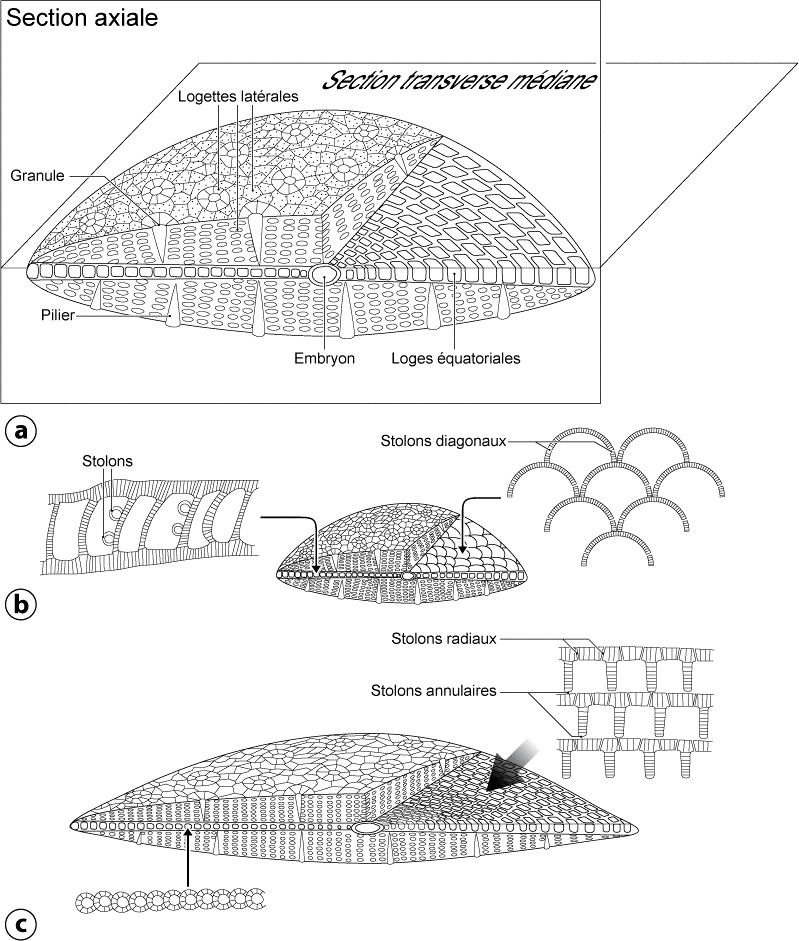 Section axiale
Section transverse médiane
Logettes latérales
Granule
Pilier
Embryon
Loges équatoriales
a
Stolons diagonaux
Stolons
b
Stolons radiaux
Stolons annulaires
c